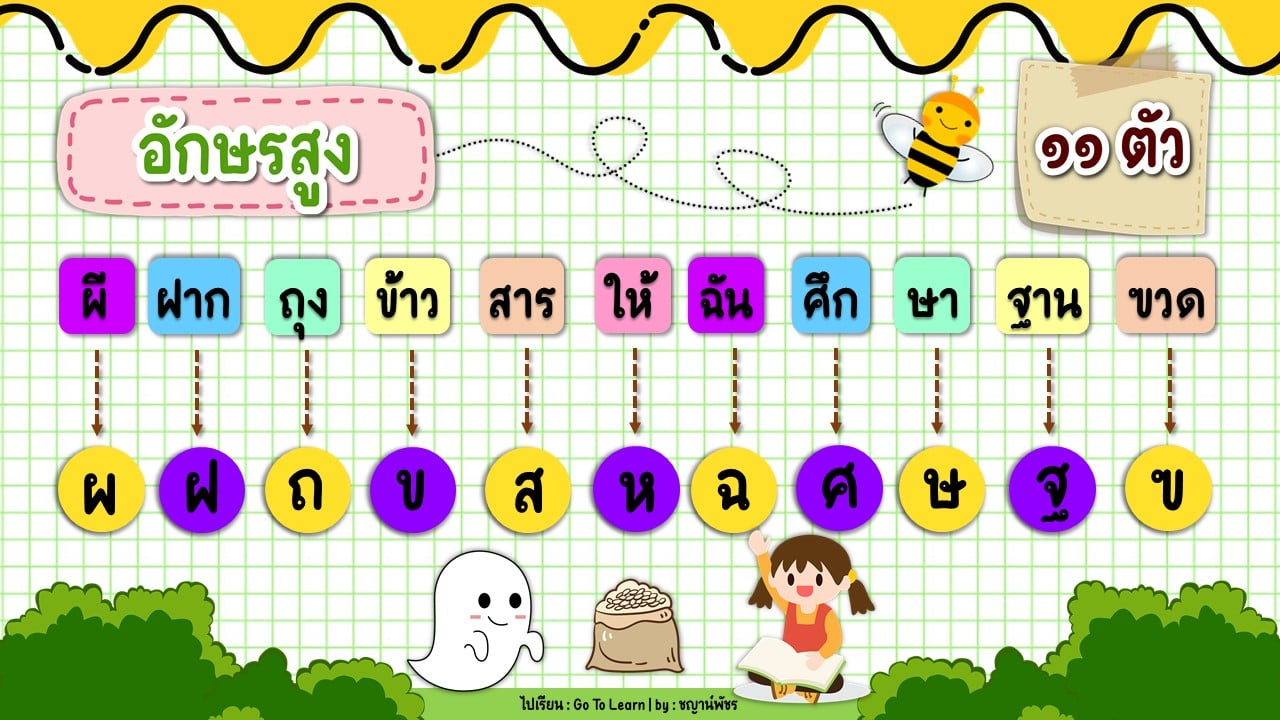 อักษรสูง
๑๑ ตัว
ผี ฝาก ถุง ข้าว สาร ให้ ฉัน ศึก ษา ฐาน ฃวด
ผ ฝ ถ ข ส ห ฉ ศ ษ ฐ ฃ
ไปเรียน : Go To Learn | by : ชญาน์พัชร